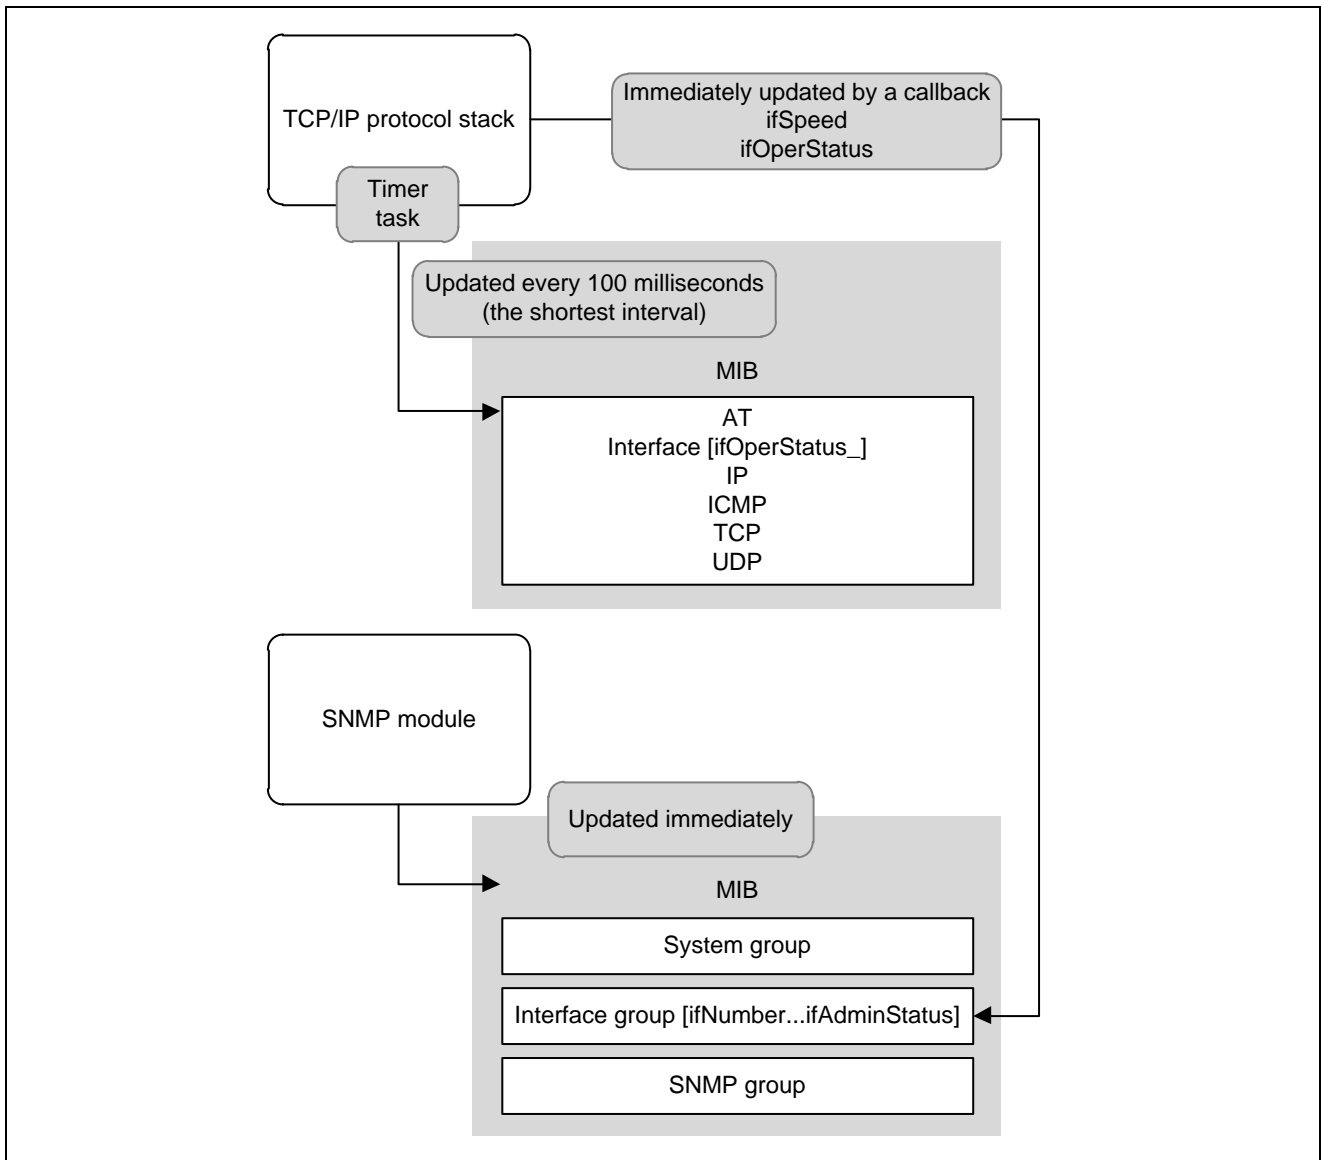 TCP/IP protocol stack
Immediately updated by a callback
ifSpeed
ifOperStatus
Timer
task
Updated every 100 milliseconds
(the shortest interval)
MIB
AT
Interface [ifOperStatus_]
IP
ICMP
TCP
UDP
SNMP module
Updated immediately
MIB
System group
Interface group [ifNumber...ifAdminStatus]
SNMP group